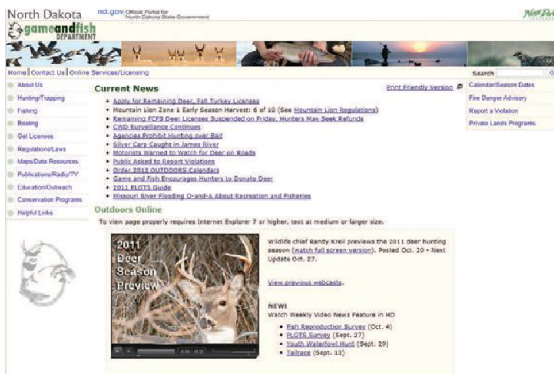 North Dakota
nd.gov Official Portal for
North Dakota State Government
gameandfish
DEPARTMENT
Home | Contact Us | Online Services/Licensing
Search
About Us
Hunting/Trapping
Fishing
Boating
Get Licenses
Regulations/Laws
Maps/Data Resources
Publications/Radio/TV
Education/Outreach
Conservation Programs
Helpful Links
Current News
Print Friendly Version
Apply for Remaining Deer, Fall Turkey Licenses
Mountain Lion Zone 1 Early Season Harvest: 6 of 10 (See Mountain Lion Regulations)
Remaining FCFB Deer Licenses Suspended on Friday, Hunters May Seek Refunds
CWD Surveillance Continues
Agencies Prohibit Hunting over Bait
Silver Carp Caught in James River
Motorists Warned to Watch for Deer on Roads
Public Asked to Report Violations
Order 2012 OUTDOORS Calendars
Game and Fish Encourages Hunters to Donate Deer
2011 PLOTS Guide
Missouri River Flooding Q-and-A About Recreation and Fisheries
Calendar/Season Dates
Fire Danger Advisory
Report a Violation
Private Lands Programs
Outdoors Online
To view page properly requires Internet Explorer 7 or higher, text at medium or larger size.
2011
Deer
Season
Preview
Wildlife chief Randy Kreil previews the 2011 deer hunting
season (watch full screen version). Posted Oct. 20 • Next
Update Oct. 27.
View previous webcasts.
NEWS
Watch Weekly Video News Feature in HD
Fish Reproduction Survey (Oct. 4)
PLOTS Survey (Sept. 27)
Youth Waterfowl Hunt (Sept. 20)
Tailrace (Sept. 13)